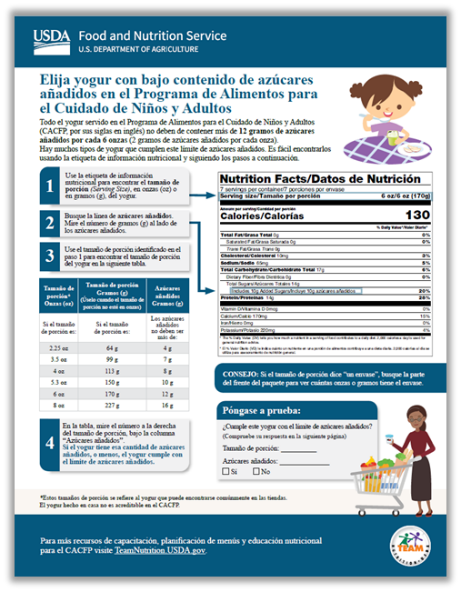 USDA Food and Nutrition Service
U.S. DEPARTMENT OF AGRICULTURE
Elija yogur con bajo contenido de azúcares
añadidos en el Programa de Alimentos para
el Cuidado de Niños y Adultos
Todo el yogur servido en el Programa de Alimentos para el Cuidado de Niños y Adultos
(CACFP, por sus siglas en inglés) no deben de contener más de 12 gramos de azúcares
añadidos por cada 6 onzas (2 gramos de azúcares añadidos por cada onza).
Hay muchos tipos de yogur que cumplen este límite de azúcares añadidos. Es fácil encontrarlos
usando la etiqueta de información nutricional y siguiendo los pasos a continuación.
1
Use la etiqueta de información
nutricional para encontrar el tamaño de
porción (Serving Size), en onzas (oz) o
en gramos (g), del yogur.
2
Busque la línea de azúcares añadidos.
Mire el número de gramos (g) al lado de
los azúcares añadidos.
3
Use el tamaño de porción identificado en el
paso 1 para encontrar el tamaño de porción
del yogur en la siguiente tabla.
Tamaño de porción* Onzas (oz) Tamaño de Porción Gramos (g) (Úselo cuando el tamaño de porción no está en onzas) Azúcares añadidos Gramos (g)
Si el tamaño de porción es: Si el tamaño de porción es: Los azúcares añadidos no deben ser más de:
2.25 oz 64 g 4 g
3.5 oz 99 g 7 g
4 oz 113 g 8 g
5.3 oz 150 g 10 g
6 oz 170 g 12 g
8 oz 227 g 16 g
4
En la tabla, mire el número a la derecha
del tamaño de porción, bajo la columna
"Azúcares añadidos".
Si el yogur tiene esa cantidad de azúcares
añadidos, o menos, el yogur cumple con
el límite de azúcares añadidos.
Nutrition Facts/Datos de Nutrición
7 servings per container/7 porciones por envase
Serving size/Tamaño por porción 6 oz/6 oz (170g)
Amount per serving/Cantidad por porción
Calories/Calorías 130
% Daily Value*/Valor Diario*
Total Fat/Grasa Total 0g 0%
Saturated Fat/Grasa Saturada 0g 0%
Trans Fat/Grasa Trans 0g
Cholesterol/Colesterol 10mg 3%
Sodium/Sodio 65mg 3%
Total Carbohydrate/Carbohidrato Total 17g 6%
Dietary Fiber/Fibra Dietética 0g 0%
Total Sugars/Azúcares Totales 16g
Includes 10g Added Sugars/Incluye 10g azúcares añadidos 20%
Protein/Proteínas 14g 28%
Vitamin D/Vitamina D 0mcg 0%
Calcium/Calcio 10%
Iron/Hierro 0mg 0%
Potassium/Potasio 4%
CONSEJO: Si el tamaño de porción dice "un envase", busque la parte
del frente del paquete para ver cuántas onzas o gramos tiene el envase.
Póngase a prueba:
¿Cumple este yogur con el límite de azúcares añadidos?
(Compruebe su respuesta en la siguiente página)
Tamaño de porción:
Azúcares añadidos:
Sí No
*Estos tamaños de porción se refiere al yogur que puede encontrarse comúnmente en las tiendas.
El yogur hecho en casa no es acreditable en el CACFP.
Para más recursos de capacitación, planificación de menús y educación nutricional
para el CACFP visite TeamNutrition.USDA.gov.
TEAM
NUTRITION